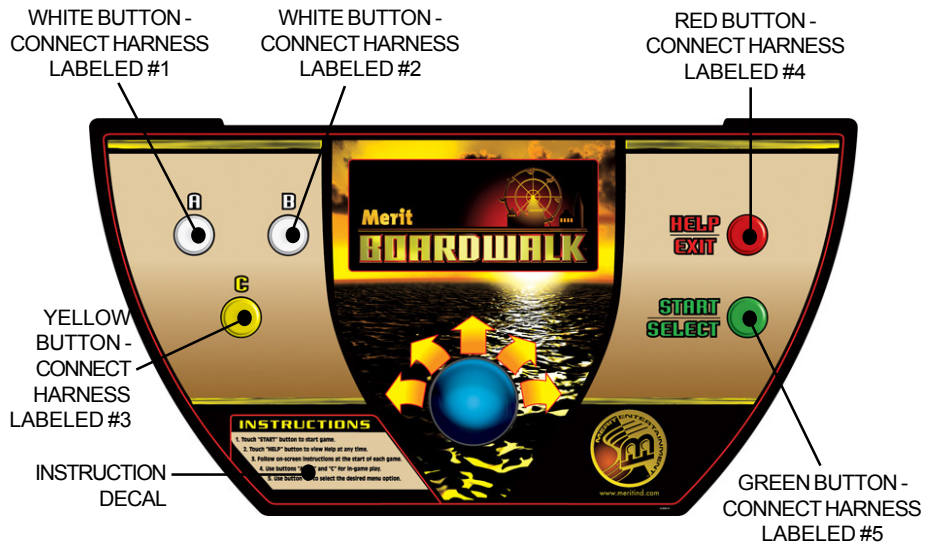 WHITE BUTTON -
CONNECT HARNESS
LABELED #1
WHITE BUTTON -
CONNECT HARNESS
LABELED #2
RED BUTTON -
CONNECT HARNESS
LABELED #4
A
B
C
Merit
BOARDWALK
HELP
EXIT
START
SELECT
YELLOW
BUTTON -
CONNECT
HARNESS
LABELED #3
INSTRUCTION
DECAL
INSTRUCTIONS
1. Touch "START" button to start game.
2. Touch "HELP" button to view Help at any time.
3. Follow on-screen instructions at the start of each game.
4. Use buttons and "C" for in-game play.
5. Use button to select the desired menu option.
MERIT ENTERTAINMENT
www.meritind.com
GREEN BUTTON -
CONNECT HARNESS
LABELED #5